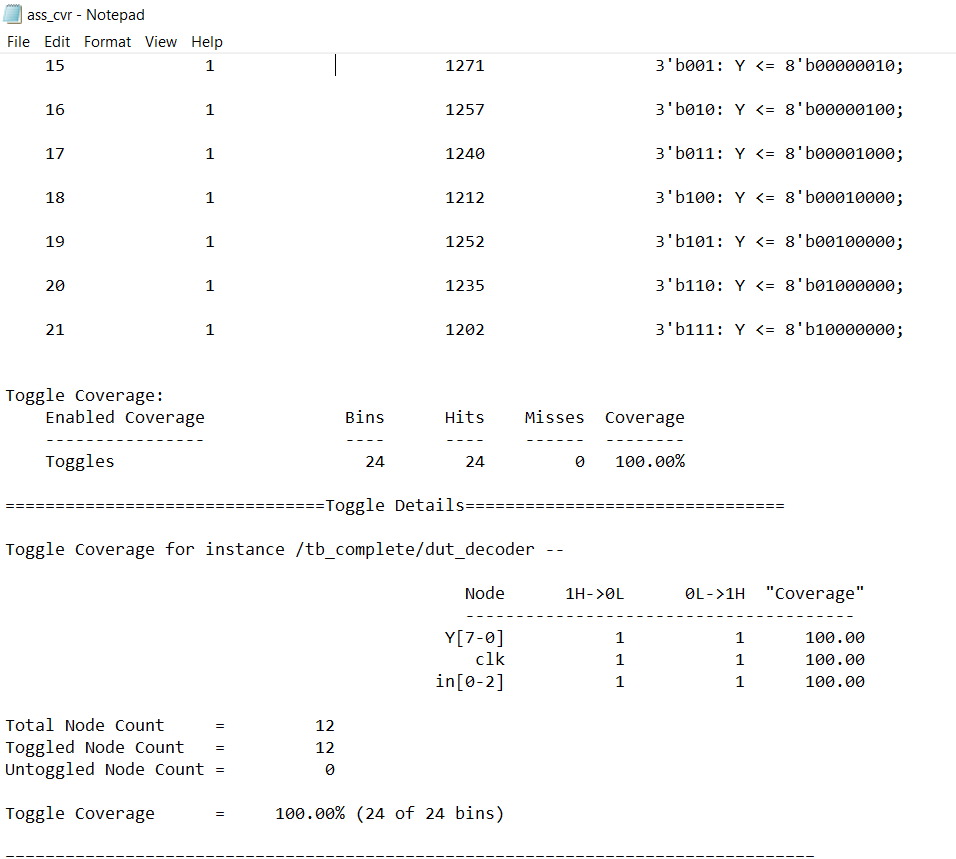 ass_cvr - Notepad
File Edit Format View Help
15 1 1271 3'b001: Y <= 8'b00000010;
16 1 1257 3'b010: Y <= 8'b00000100;
17 1 1240 3'b011: Y <= 8'b00001000;
18 1 1212 3'b100: Y <= 8'b00010000;
19 1 1252 3'b101: Y <= 8'b00100000;
20 1 1235 3'b110: Y <= 8'b01000000;
21 1 1202 3'b111: Y <= 8'b10000000;
Toggle Coverage:
Enabled Coverage Bins Hits Misses Coverage
---------------- ---- ---- ------ --------
Toggles 24 24 0 100.00%
================================Toggle Details================================
Toggle Coverage for instance /tb_complete/dut_decoder --
Node 1H->0L 0L->1H "Coverage"
---------------------------------------
Y[7-0] 1 1 100.00
clk 1 1 100.00
in[0-2] 1 1 100.00
Total Node Count = 12
Toggled Node Count = 12
Untoggled Node Count = 0
Toggle Coverage = 100.00% (24 of 24 bins)
---------------------------------------------------------------------------------